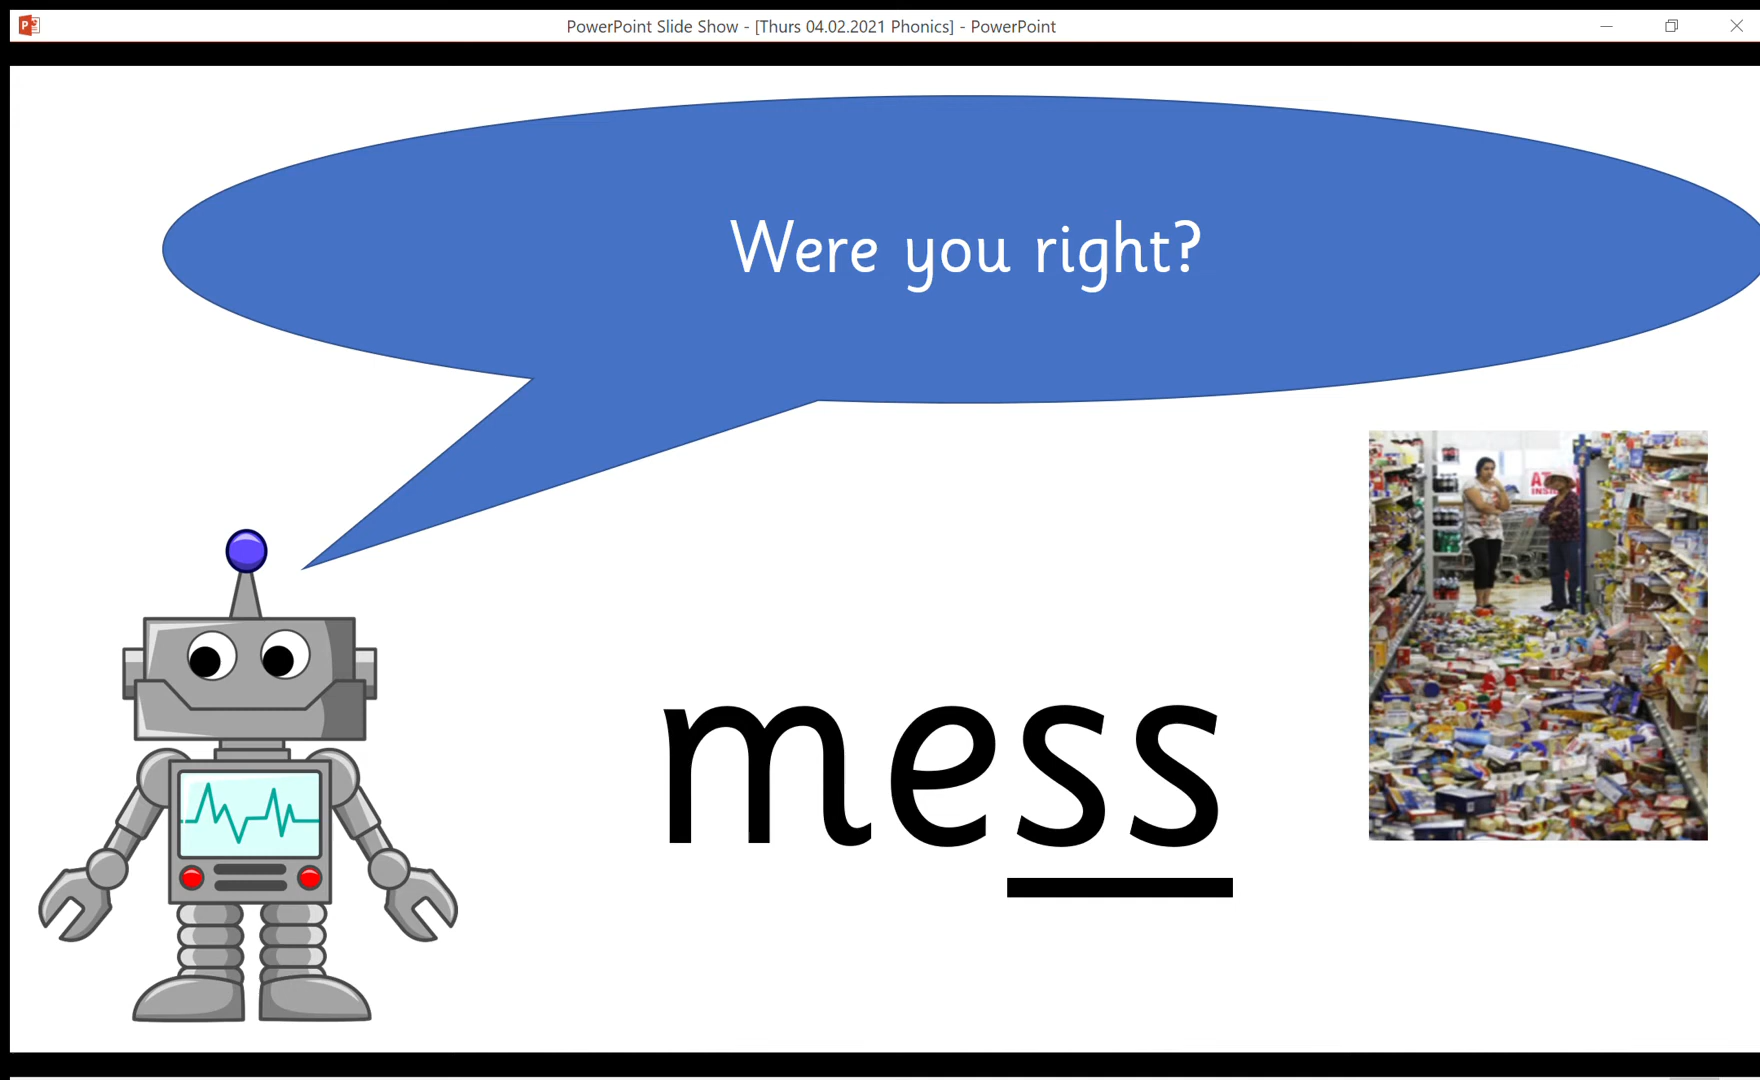 PowerPoint Slide Show - [Thurs 04.02.2021 Phonics] - PowerPoint
Were you right?
mess